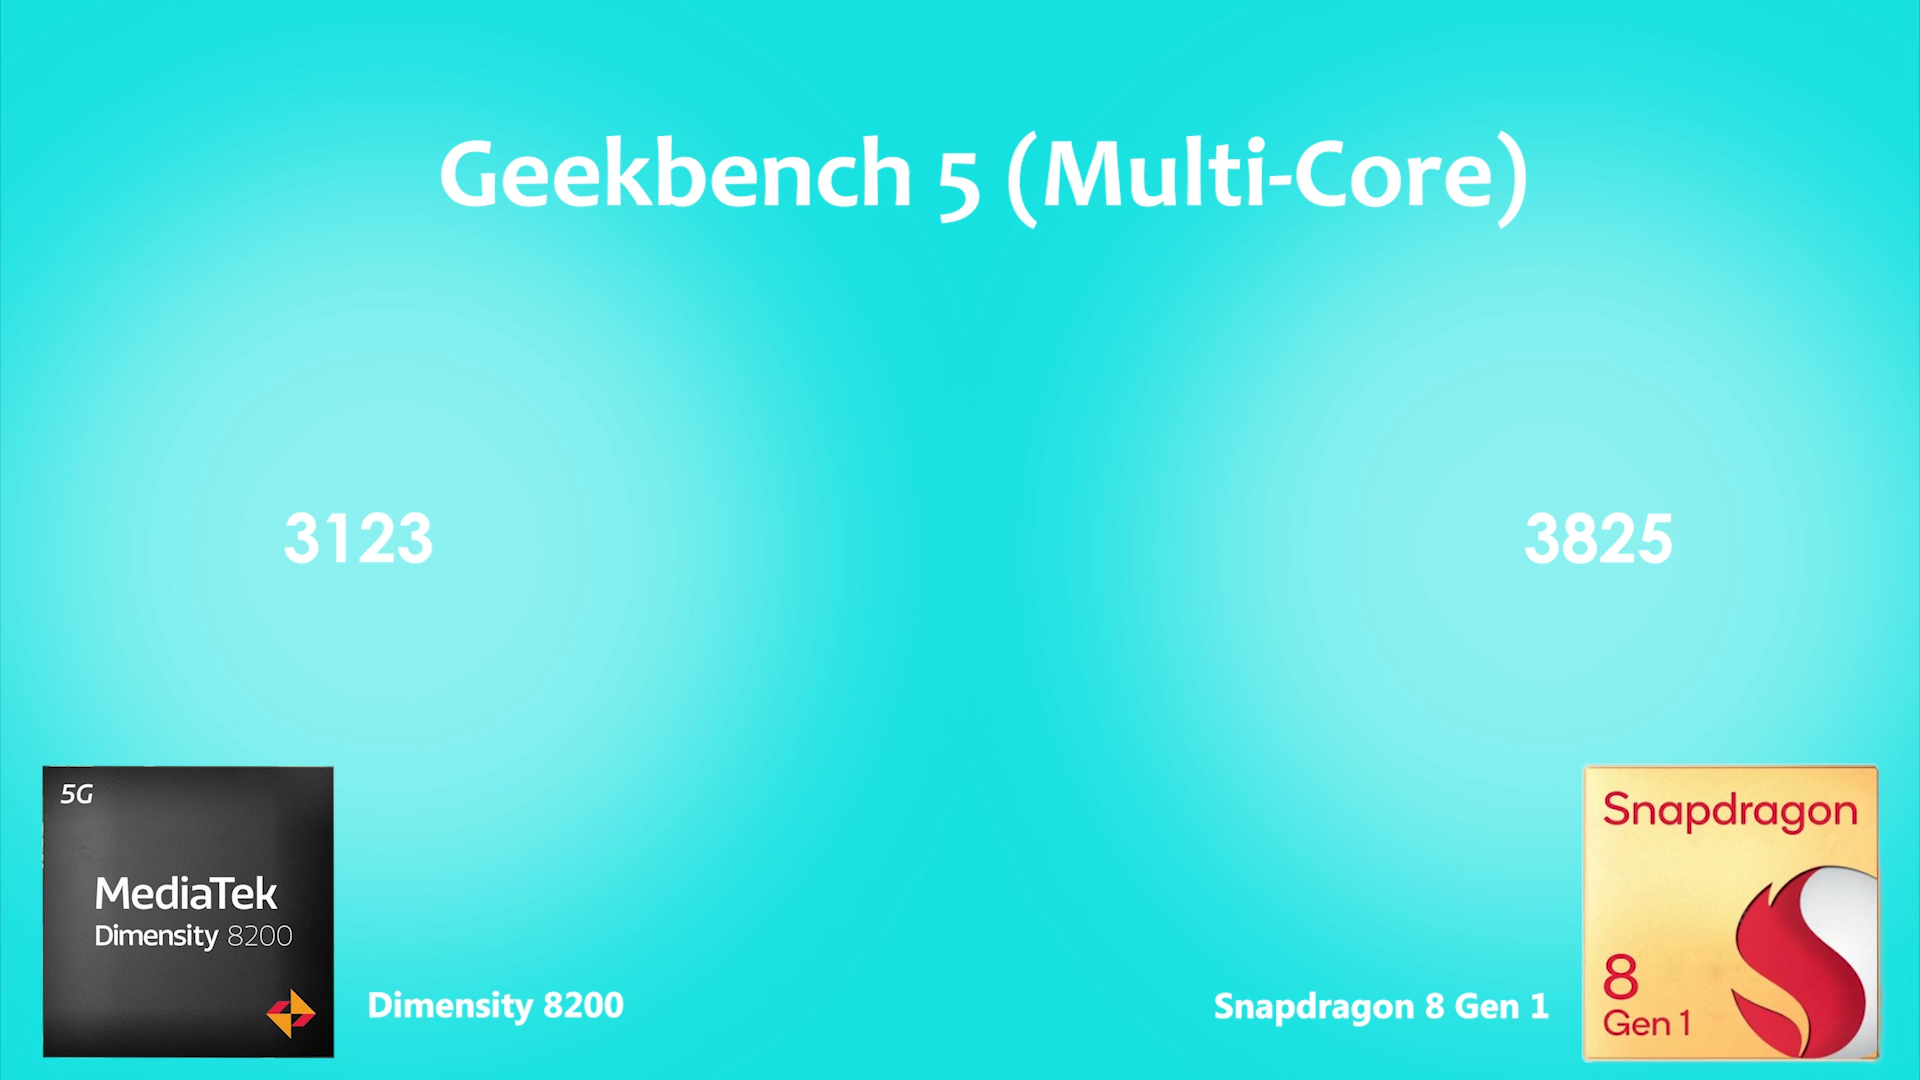 Geekbench 5 (Multi-Core)
3123
3825
5G
MediaTek
Dimensity 8200
Dimensity 8200
Snapdragon 8 Gen 1
Snapdragon
8
Gen 1